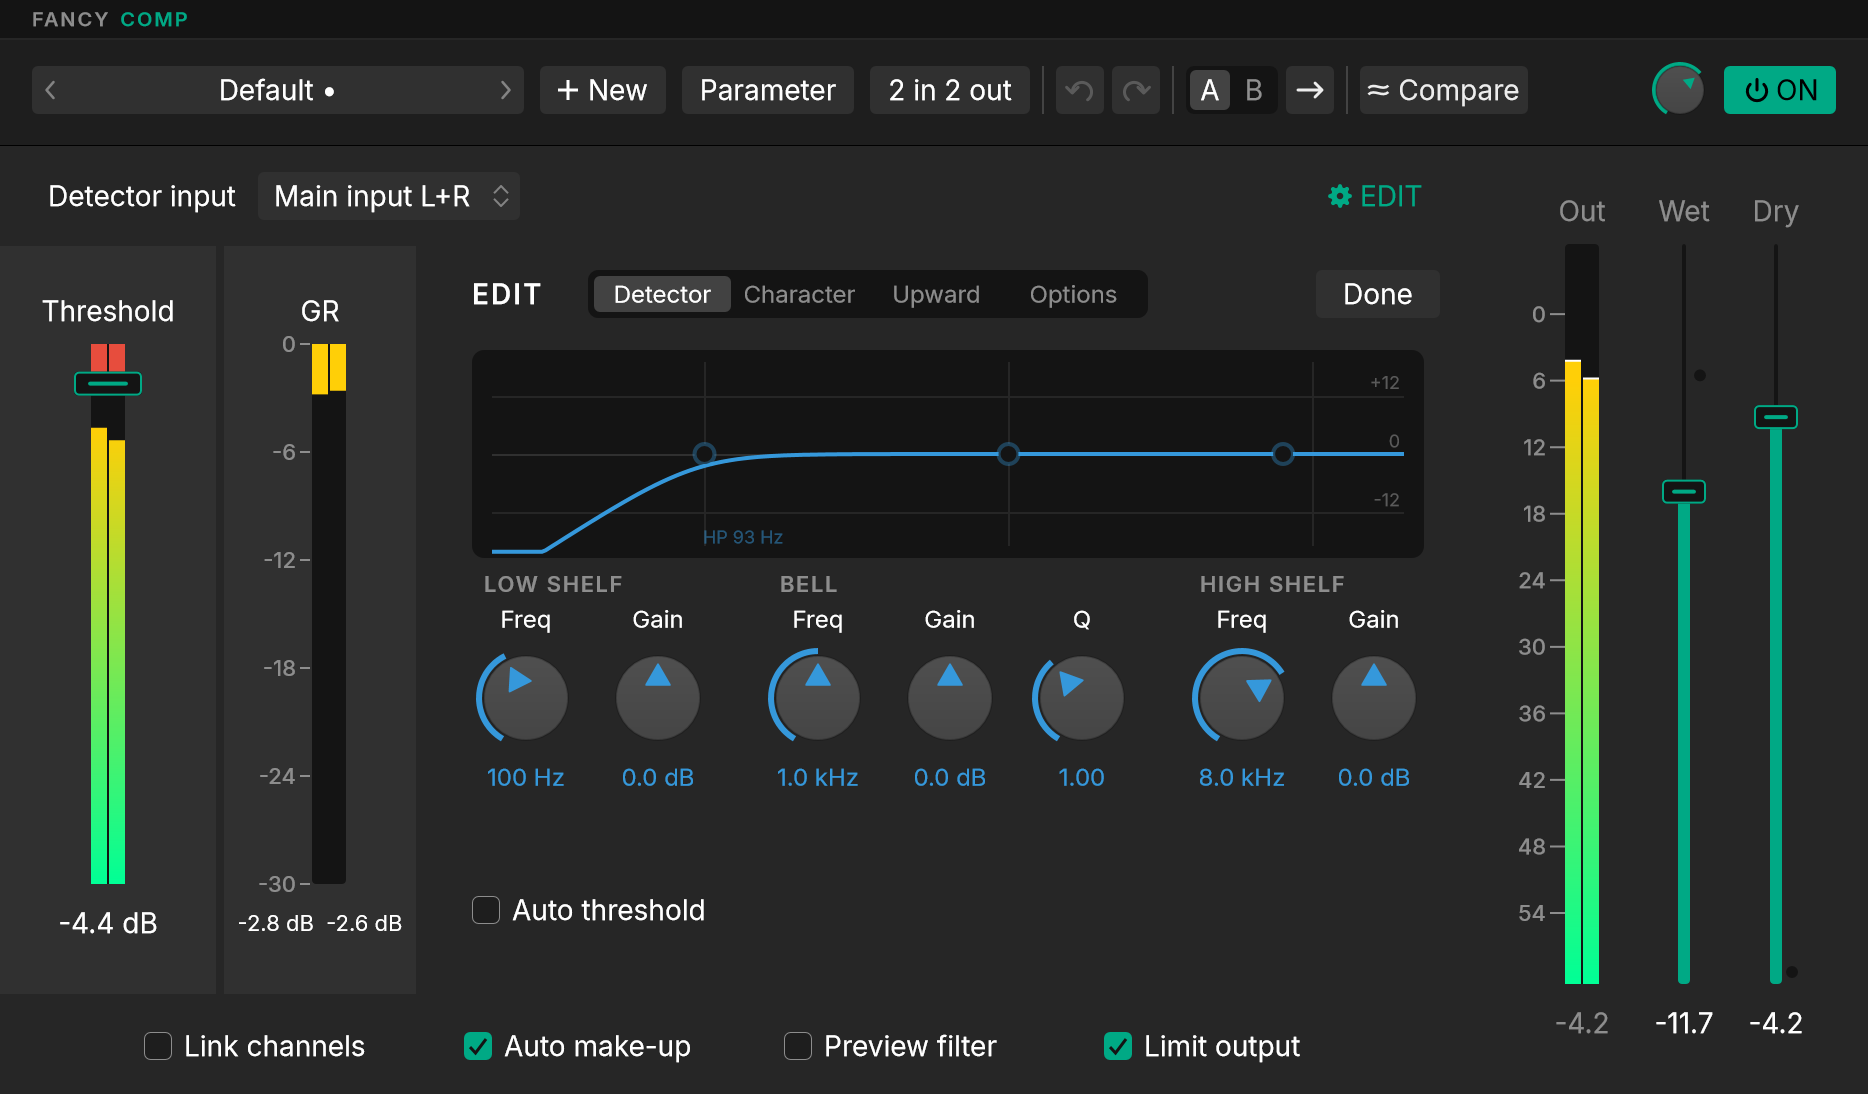 FANCY COMP
Default •
+ New
Parameter
2 in 2 out
A B
≈ Compare
ON
Detector input
Main input L+R
EDIT
Out Wet Dry
Threshold
GR
EDIT
Detector Character Upward Options
Done
0
-6
-12
-18
-24
-30
-4.4 dB
-2.8 dB -2.6 dB
+12
0
-12
HP 93 Hz
LOW SHELF BELL HIGH SHELF
Freq Gain Freq Gain Q Freq Gain
100 Hz 0.0 dB 1.0 kHz 0.0 dB 1.00 8.0 kHz 0.0 dB
Auto threshold
0
6
12
18
24
30
36
42
48
54
-4.2 -11.7 -4.2
Link channels Auto make-up Preview filter Limit output